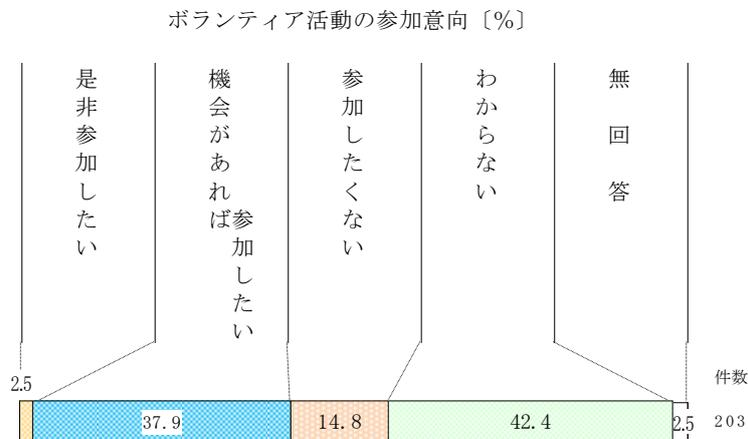 ボランティア活動の参加意向〔%〕
是非参加したい
機会があれば
参加したい
参加したくない
わからない
無回答
2.5
件数
37.9
14.8
42.4
2.5
203